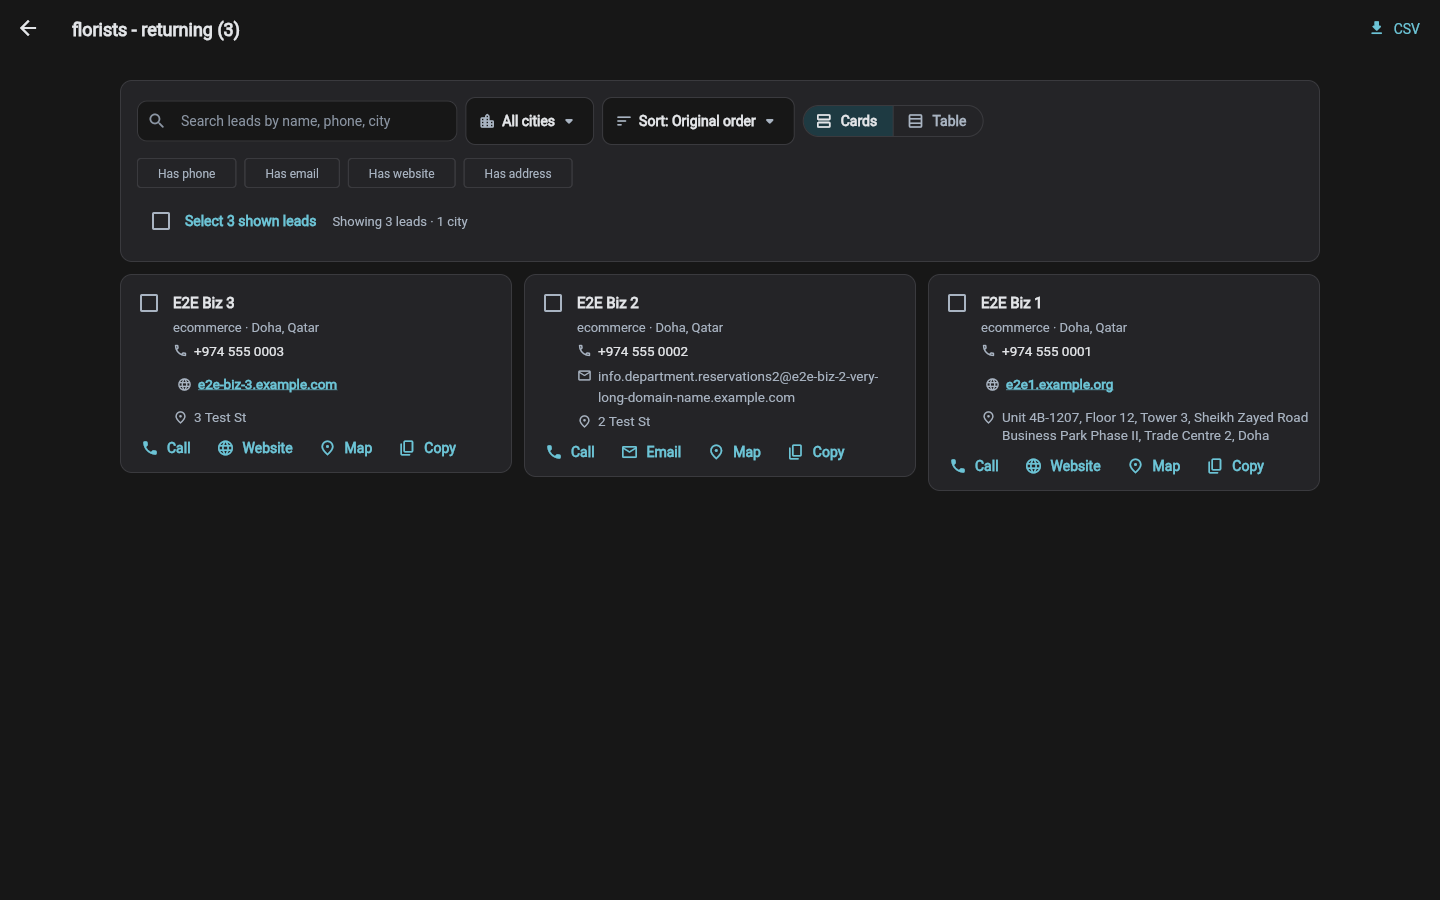 florists - returning (3)
CSV
Search leads by name, phone, city
All cities
Sort: Original order
Cards
Table
Has phone
Has email
Has website
Has address
Select 3 shown leads
Showing 3 leads · 1 city
E2E Biz 3
ecommerce · Doha, Qatar
+974 555 0003
e2e-biz-3.example.com
3 Test St
Call
Website
Map
Copy
E2E Biz 2
ecommerce · Doha, Qatar
+974 555 0002
info.department.reservations2@e2e-biz-2-very-
long-domain-name.example.com
2 Test St
Call
Email
Map
Copy
E2E Biz 1
ecommerce · Doha, Qatar
+974 555 0001
e2e1.example.org
Unit 4B-1207, Floor 12, Tower 3, Sheikh Zayed Road
Business Park Phase II, Trade Centre 2, Doha
Call
Website
Map
Copy